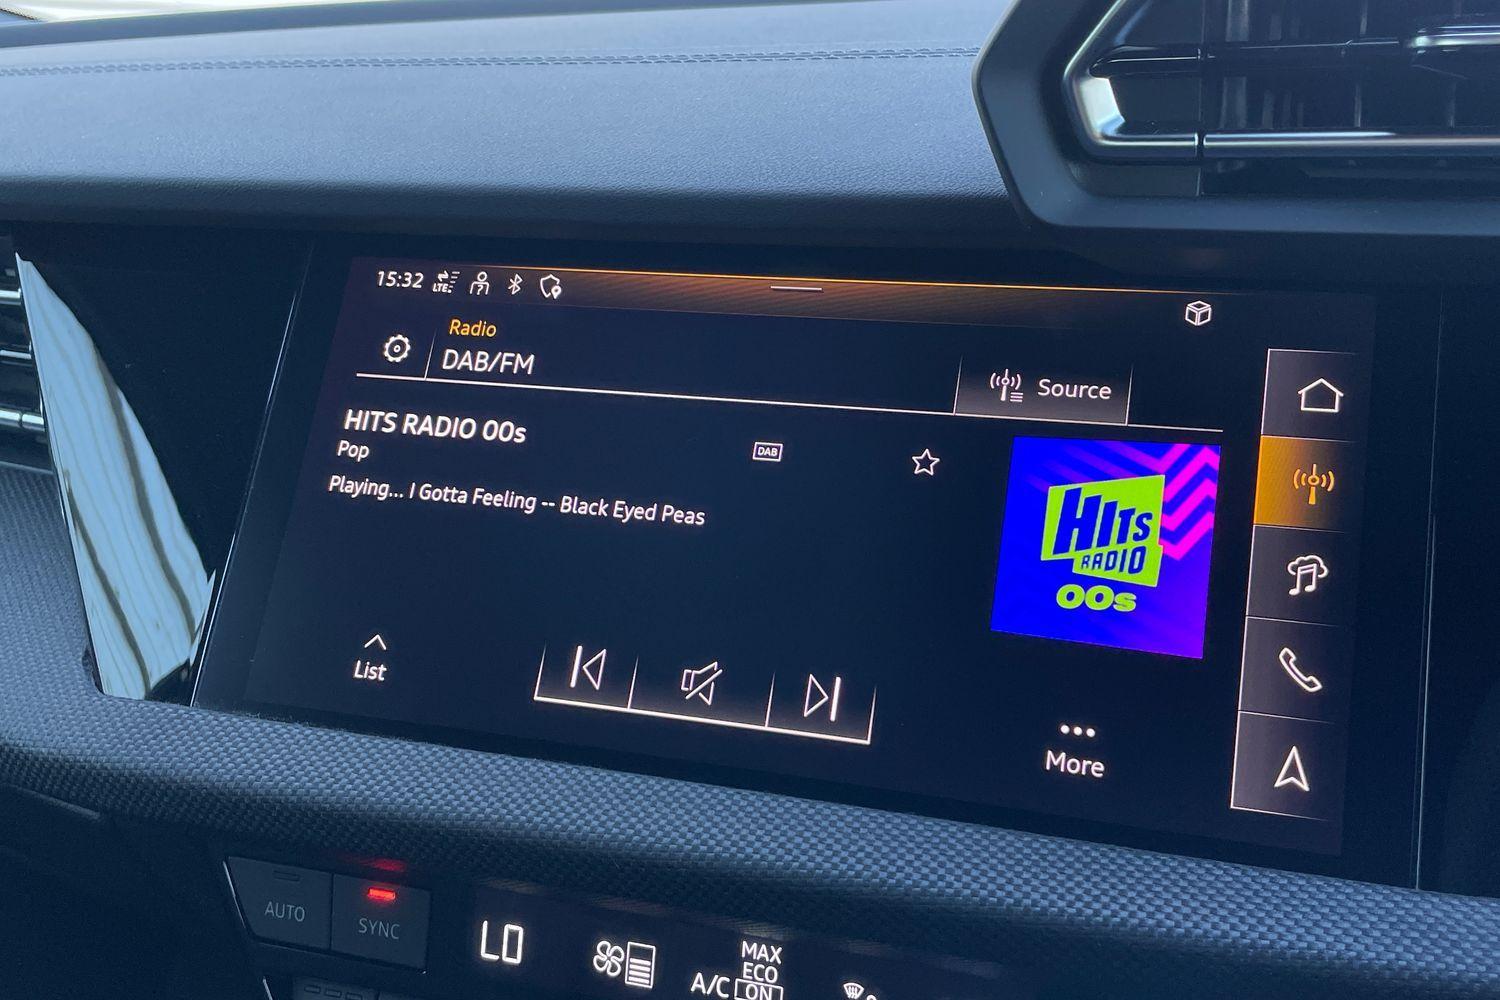 15:32 LTE
Radio
DAB/FM
Source
HITS RADIO 00s
DAB
Pop
Playing... I Gotta Feeling -- Black Eyed Peas
HITS
RADIO
00s
List
More
AUTO
SYNC
LO
MAX
ECO
A/C ON